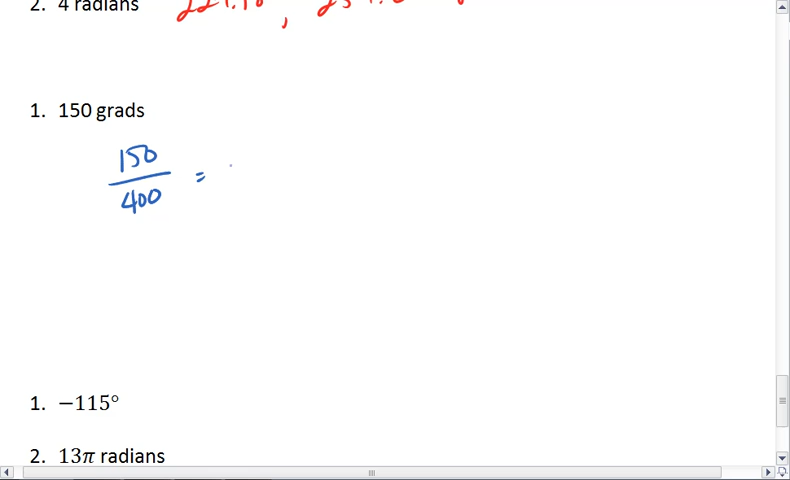 2. 4 radians
1. 150 grads
150
400 =
1. −115°
2. 13π radians